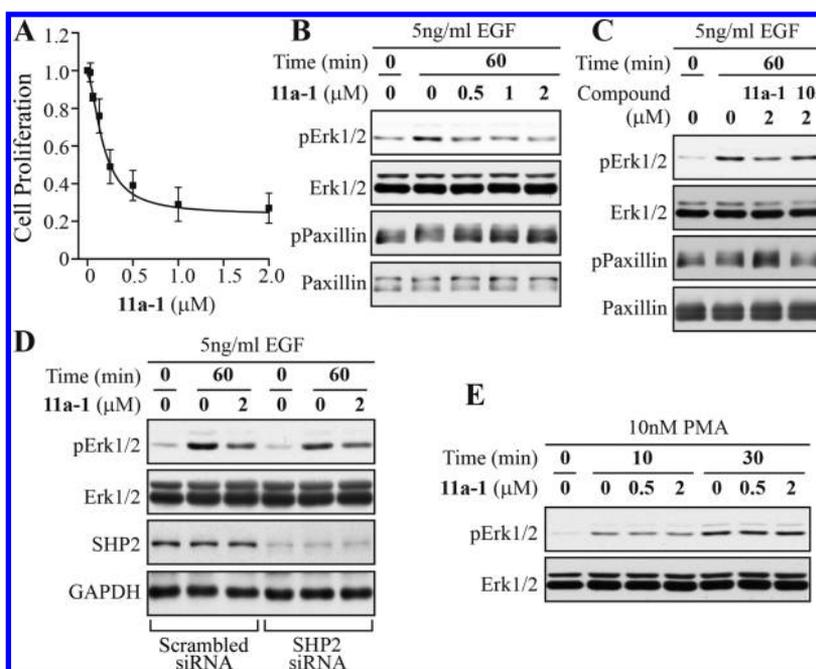 A
1.2
1.0
0.8
0.6
0.4
0.2
0
Cell Proliferation
0 0.5 1.0 1.5 2.0
11a-1 (μM)
B
5ng/ml EGF
Time (min) 0 60
11a-1 (μM) 0 0 0.5 1 2
pErk1/2
Erk1/2
pPaxillin
Paxillin
C
5ng/ml EGF
Time (min) 0 60
Compound 11a-1 10
(μM) 0 0 2 2
pErk1/2
Erk1/2
pPaxillin
Paxillin
D
5ng/ml EGF
Time (min) 0 60 0 60
11a-1 (μM) 0 0 2 0 0 2
pErk1/2
Erk1/2
SHP2
GAPDH
Scrambled SHP2
siRNA siRNA
E
10nM PMA
Time (min) 0 10 30
11a-1 (μM) 0 0 0.5 2 0 0.5 2
pErk1/2
Erk1/2